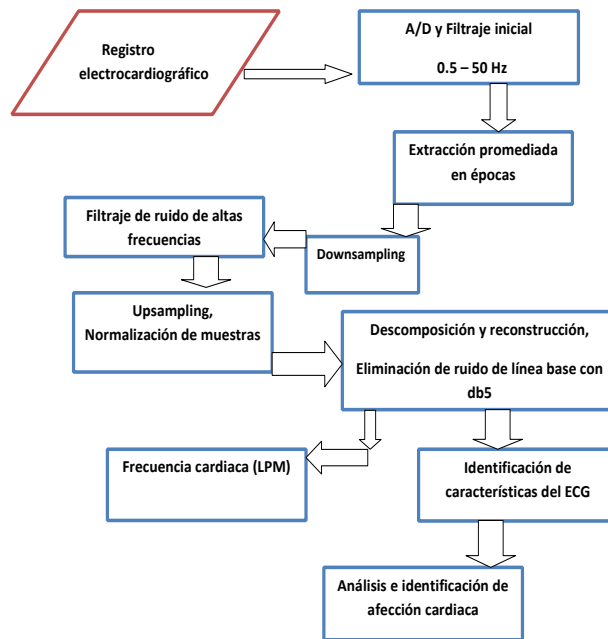 Registro
electrocardiográfico
A/D y Filtraje inicial
0.5 – 50 Hz
Extracción promediada
en épocas
Filtraje de ruido de altas
frecuencias
Downsampling
Upsampling,
Normalización de muestras
Descomposición y reconstrucción,
Eliminación de ruido de línea base con
db5
Frecuencia cardiaca (LPM)
Identificación de
características del ECG
Análisis e identificación de
afección cardiaca